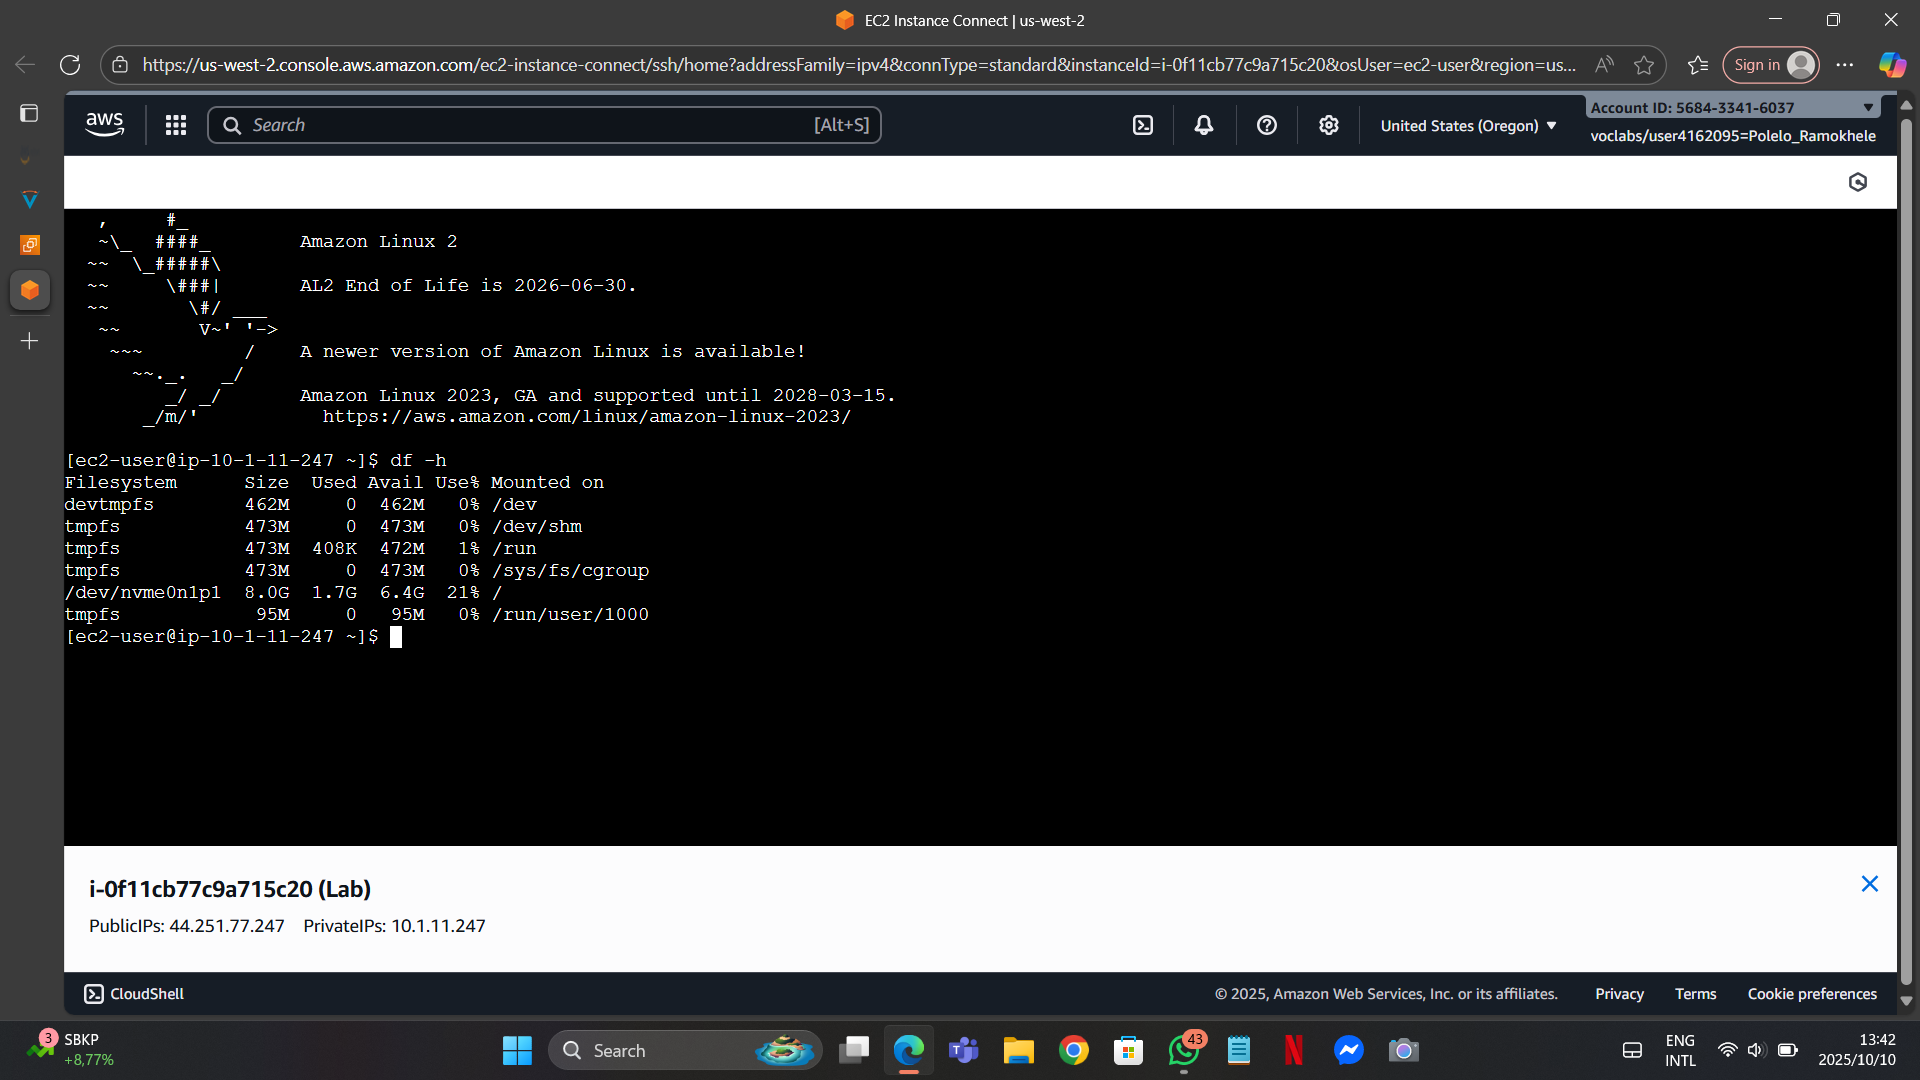 EC2 Instance Connect | us-west-2
https://us-west-2.console.aws.amazon.com/ec2-instance-connect/ssh/home?addressFamily=ipv4&connType=standard&instanceId=i-0f11cb77c9a715c20&osUser=ec2-user&region=us...
Sign in
aws
Search
[Alt+S]
United States (Oregon)
Account ID: 5684-3341-6037
voclabs/user4162095=Polelo_Ramokhele
   ,     #_
   ~\_  ####_        Amazon Linux 2
  ~~  \_#####\
  ~~     \###|       AL2 End of Life is 2026-06-30.
  ~~       \#/ ___
   ~~       V~' '->
    ~~~         /    A newer version of Amazon Linux is available!
      ~~._.   _/
         _/ _/       Amazon Linux 2023, GA and supported until 2028-03-15.
       _/m/'           https://aws.amazon.com/linux/amazon-linux-2023/
[ec2-user@ip-10-1-11-247 ~]$ df -h
Filesystem      Size  Used Avail Use% Mounted on
devtmpfs        462M     0  462M   0% /dev
tmpfs           473M     0  473M   0% /dev/shm
tmpfs           473M  408K  472M   1% /run
tmpfs           473M     0  473M   0% /sys/fs/cgroup
/dev/nvme0n1p1  8.0G  1.7G  6.4G  21% /
tmpfs            95M     0   95M   0% /run/user/1000
[ec2-user@ip-10-1-11-247 ~]$
i-0f11cb77c9a715c20 (Lab)
PublicIPs: 44.251.77.247 PrivateIPs: 10.1.11.247
CloudShell
© 2025, Amazon Web Services, Inc. or its affiliates.
Privacy
Terms
Cookie preferences
3
SBKP
+8,77%
Search
43
ENG
INTL
13:42
2025/10/10